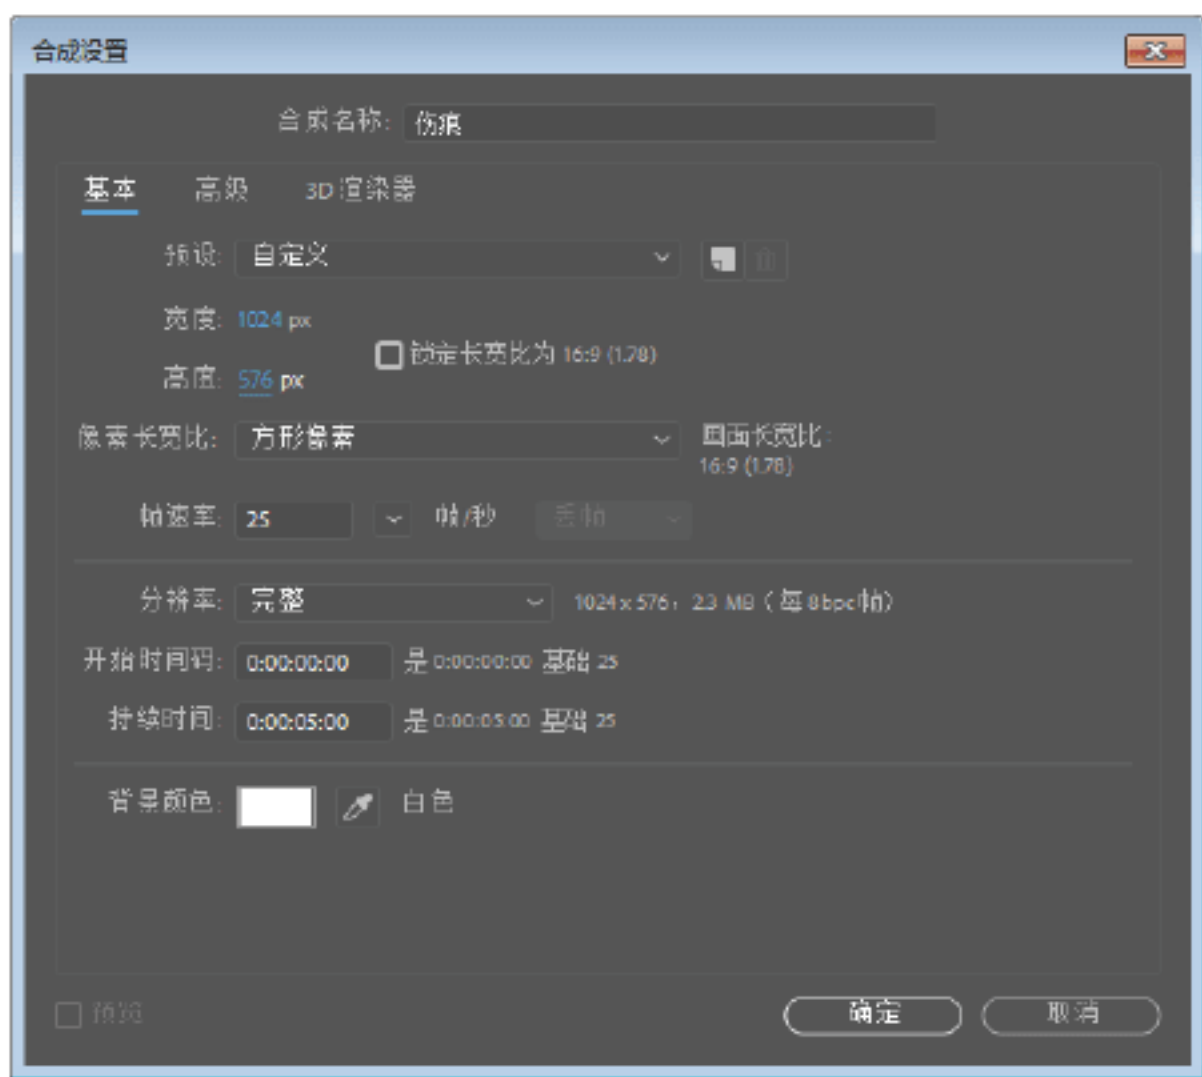 合成设置
合成名称: 伤痕
基本 高级 3D 渲染器
预设: 自定义
宽度: 1024 px
锁定长宽比为 16:9 (1.78)
高度: 576 px
像素长宽比: 方形像素 画面长宽比:
16:9 (1.78)
帧速率: 25 帧/秒 丢帧
分辨率: 完整 1024 x 576, 2.3 MB (每 8bpc 帧)
开始时间码: 0:00:00:00 是 0:00:00:00 基础 25
持续时间: 0:00:05:00 是 0:00:05:00 基础 25
背景颜色: 白色
预览 确定 取消